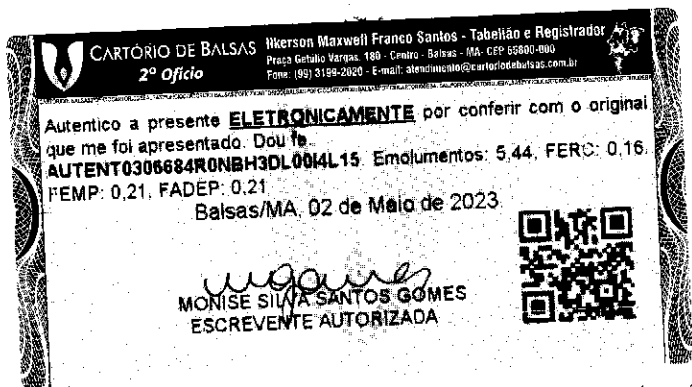 CARTÓRIO DE BALSAS
2º Ofício
Ilkerson Maxwell Franco Santos - Tabelião e Registrador
Praça Getúlio Vargas, 180 - Centro - Balsas - MA- CEP 65800-000
Fone: (99) 3199-2020 - E-mail: atendimento@cartoriodebalsas.com.br
Autentico a presente ELETRONICAMENTE por conferir com o original
que me foi apresentado. Dou fe.
AUTENT0306684R0NBH3DL00I4L15. Emolumentos: 5,44, FERC: 0,16,
FEMP: 0,21, FADEP: 0,21
Balsas/MA, 02 de Maio de 2023
MONISE SILVA SANTOS GOMES
ESCREVENTE AUTORIZADA